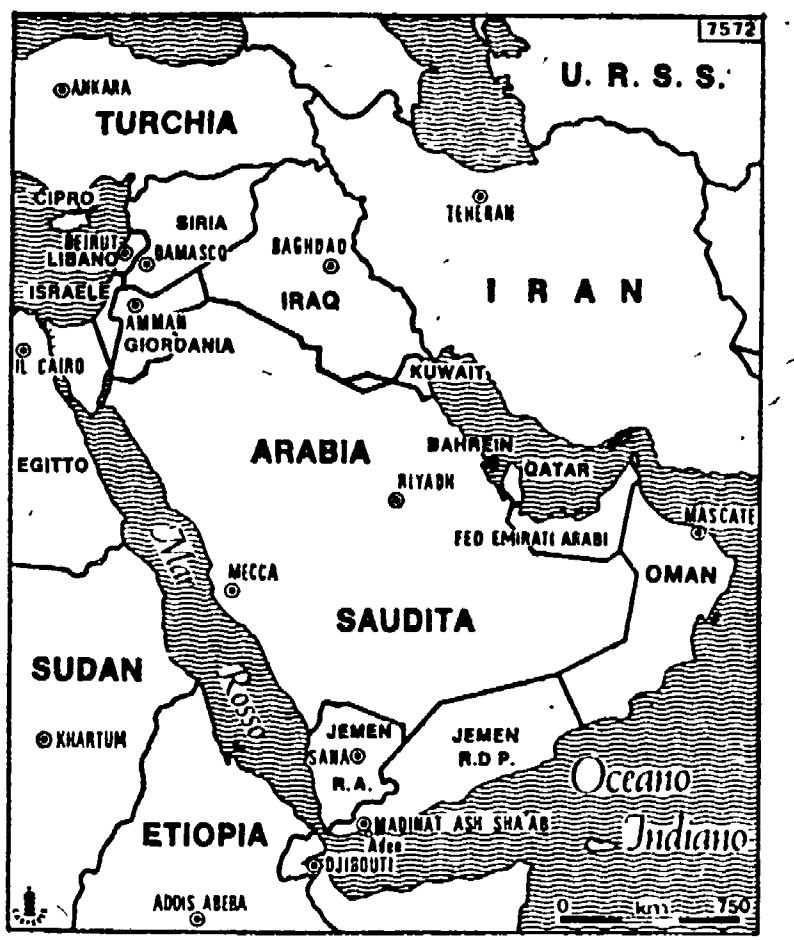 7572
U. R. S. S.
ANKARA
TURCHIA
CIPRO
SIRIA
TEHERAN
BEIRUT
LIBANO
DAMASCO
BAGHDAD
ISRAELE
IRAQ
IRAN
AMMAN
GIORDANIA
IL CAIRO
KUWAIT
ARABIA
BAHREIN
EGITTO
QATAR
RIYADH
MASCATE
FED EMIRATI ARABI
Mar
MECCA
OMAN
SAUDITA
SUDAN
Rosso
KHARTUM
JEMEN
R.A.
SANA
JEMEN
R.D P.
Oceano
Indiano
ETIOPIA
MADINAT ASH SHA'AB
Aden
DJIBOUTI
ADDIS ABEBA
0 km 750